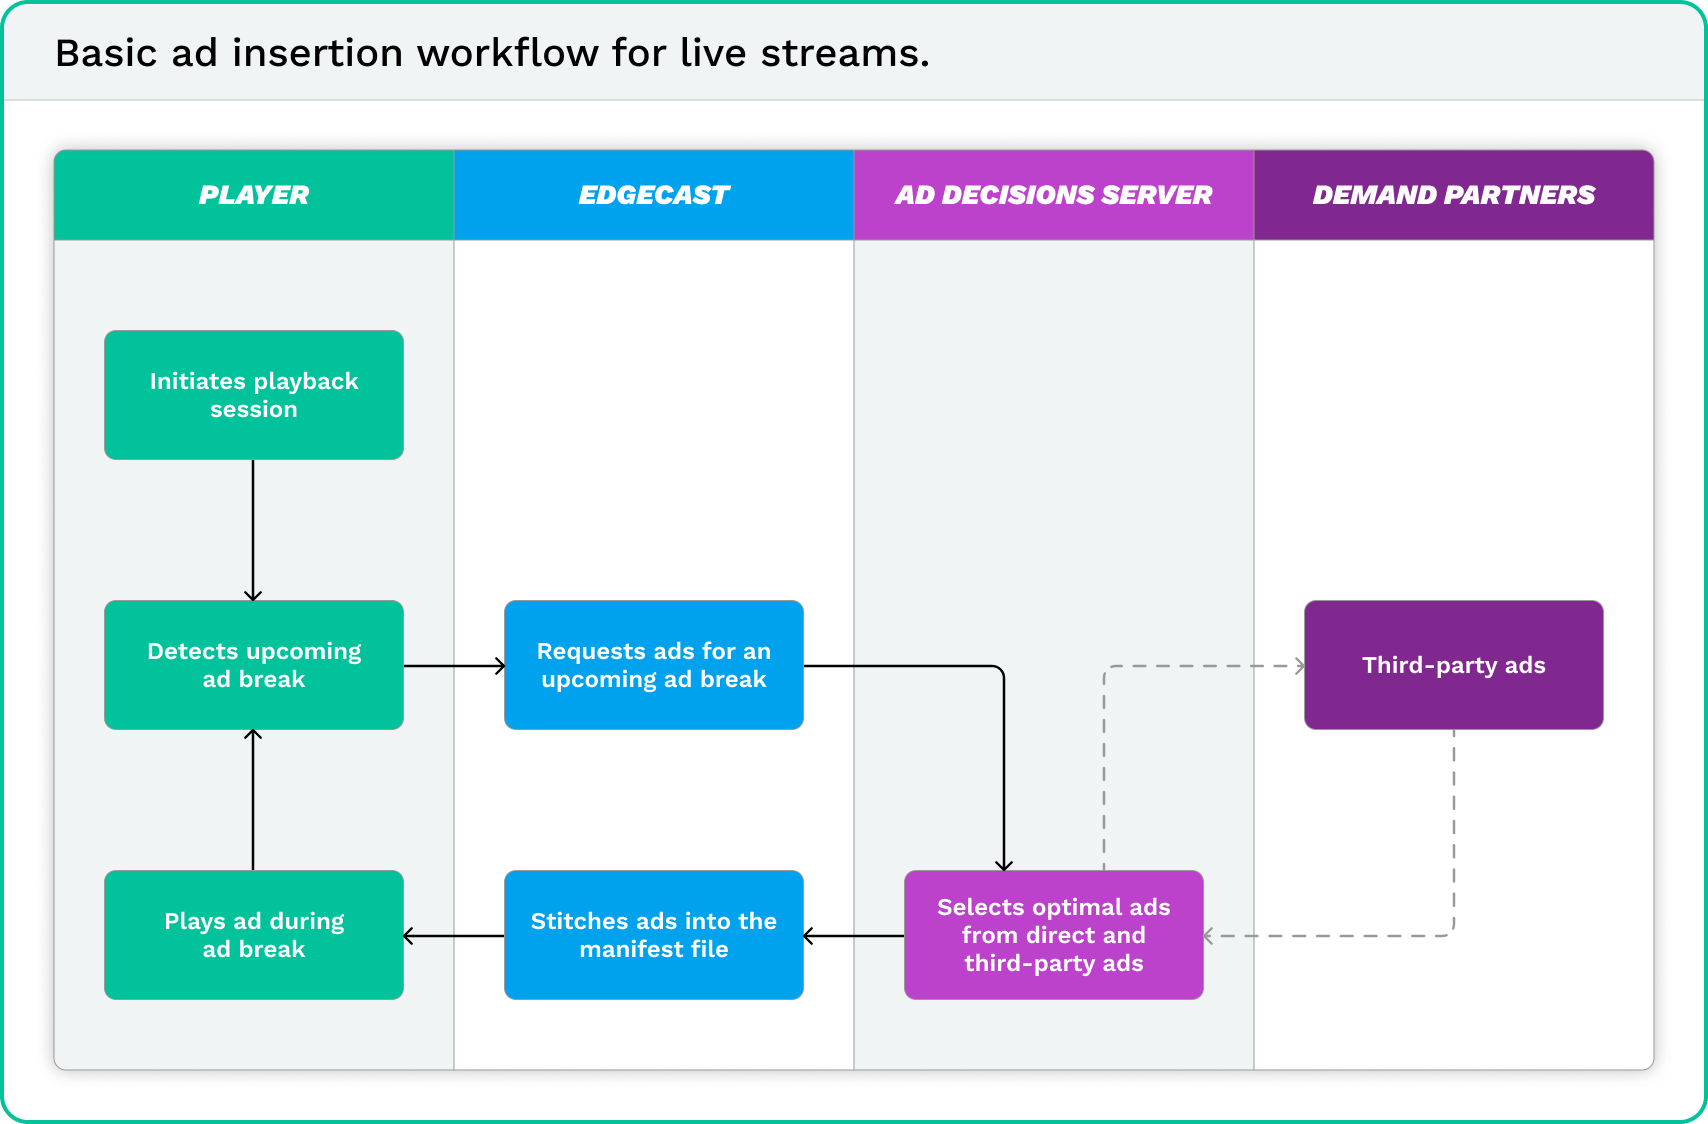 Basic ad insertion workflow for live streams.
PLAYER
EDGECAST
AD DECISIONS SERVER
DEMAND PARTNERS
Initiates playback
session
Detects upcoming
ad break
Requests ads for an
upcoming ad break
Third-party ads
Plays ad during
ad break
Stitches ads into the
manifest file
Selects optimal ads
from direct and
third-party ads